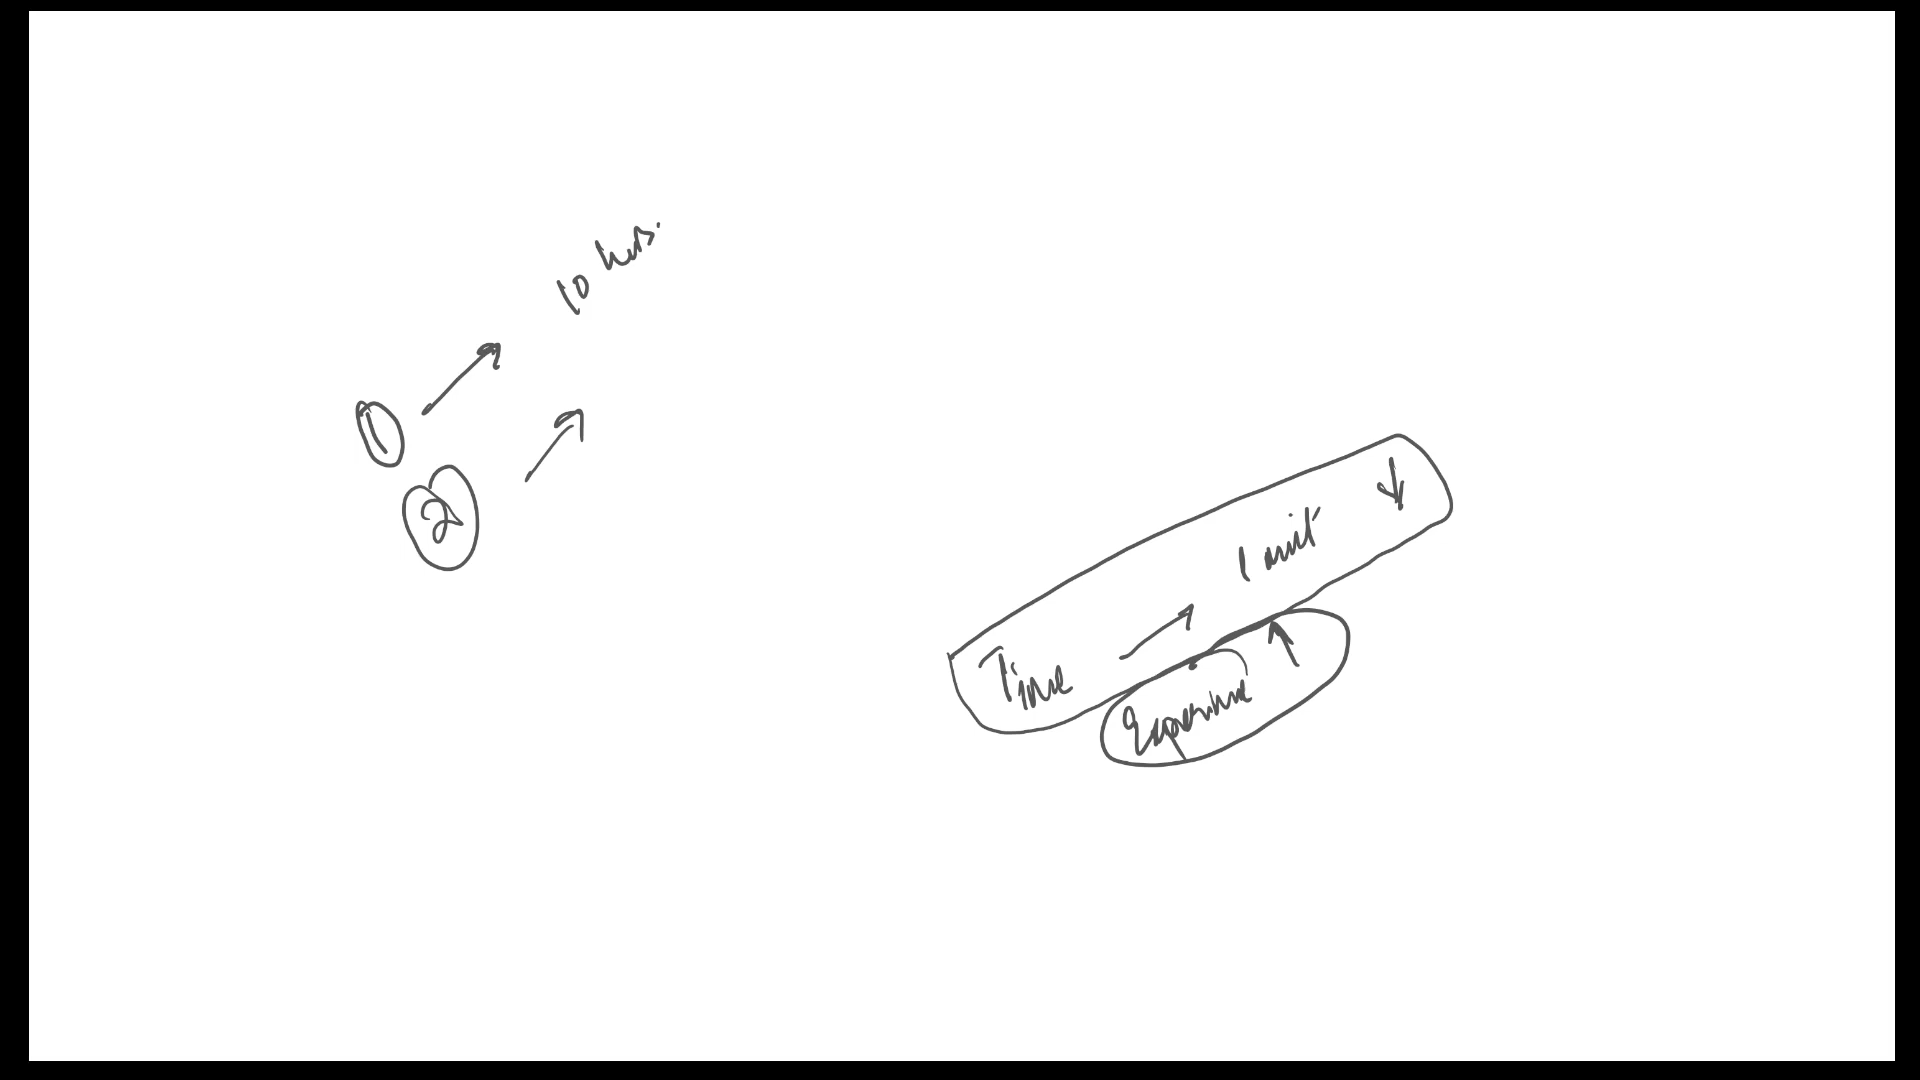 10 hrs.
1
2
1 unit ↓
Time →
Experience ↑